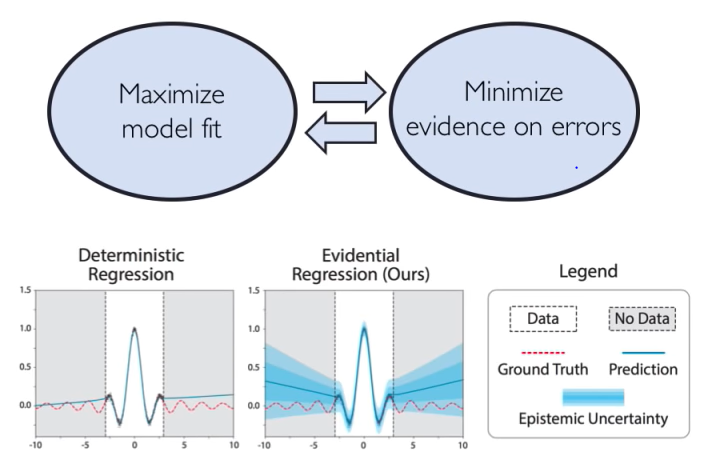 Maximize
model fit
Minimize
evidence on errors
Deterministic
Regression
Evidential
Regression (Ours)
Legend
1.5
1.0
0.5
0.0
-10
-5
0
5
10
1.5
1.0
0.5
0.0
-10
-5
0
5
10
Data
No Data
Ground Truth
Prediction
Epistemic Uncertainty